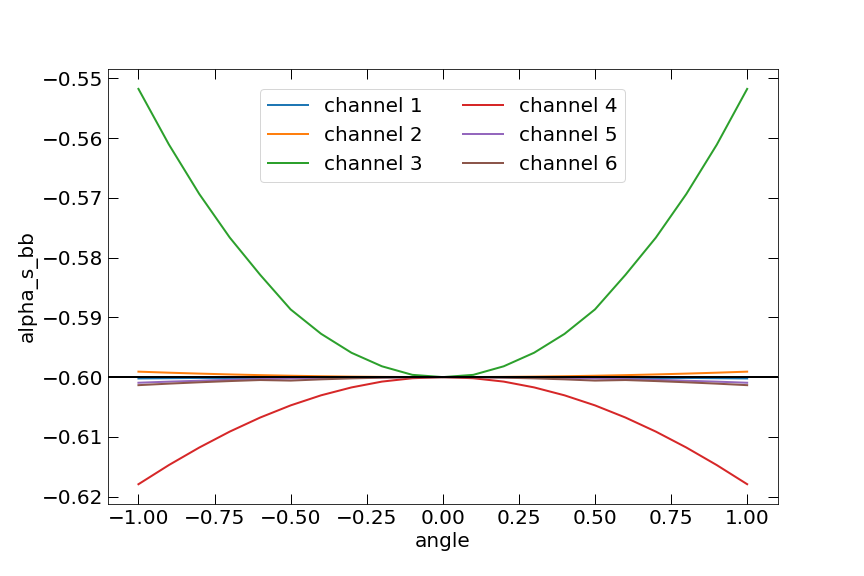 −0.55
−0.56
−0.57
−0.58
−0.59
−0.60
−0.61
−0.62
alpha_s_bb
channel 1
channel 2
channel 3
channel 4
channel 5
channel 6
−1.00 −0.75 −0.50 −0.25 0.00 0.25 0.50 0.75 1.00
angle